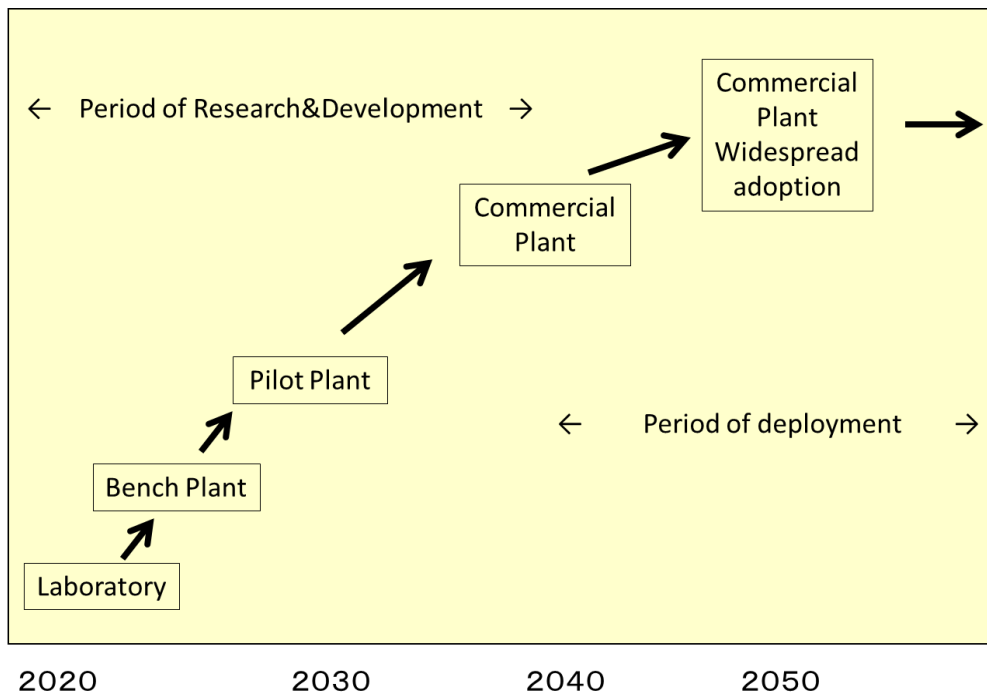 ← Period of Research&Development →
Commercial
Plant
Widespread
adoption
Commercial
Plant
Pilot Plant
← Period of deployment →
Bench Plant
Laboratory
2020 2030 2040 2050